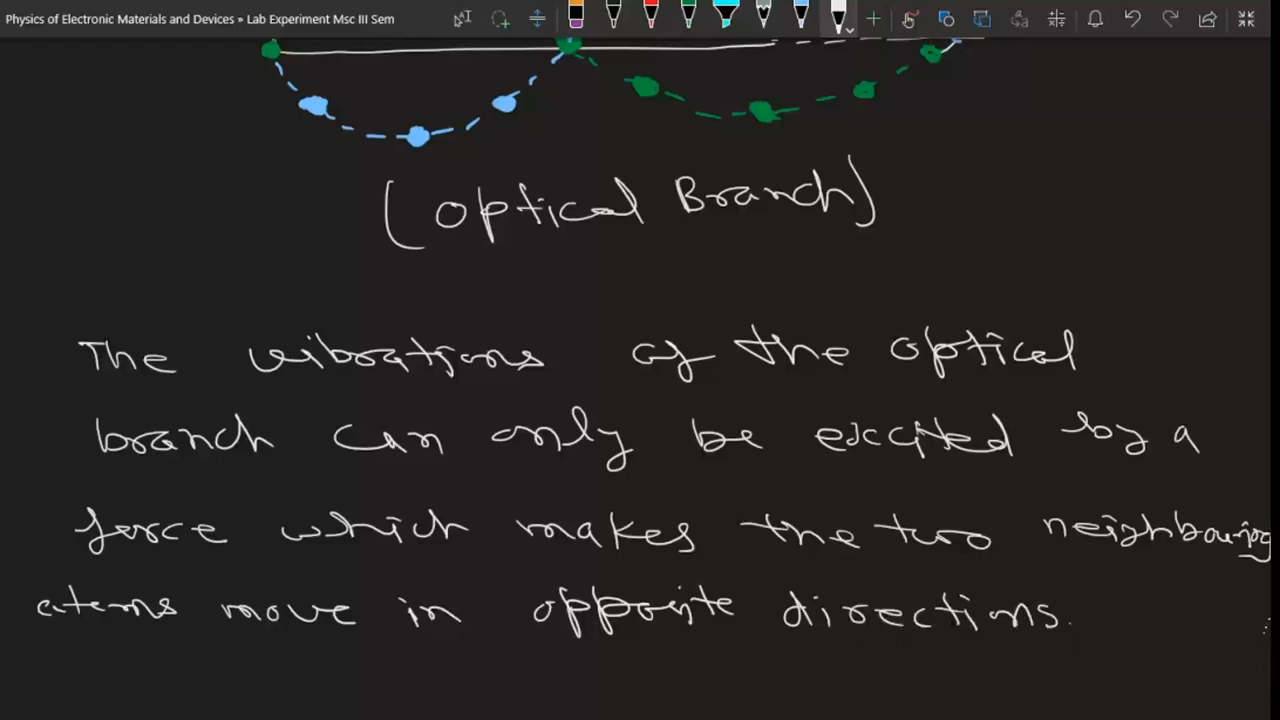 Physics of Electronic Materials and Devices » Lab Experiment Msc III Sem
(optical Branch)
The vibrations of the optical
branch can only be excited by a
force which makes the two neighbouring
atoms move in opposite directions.